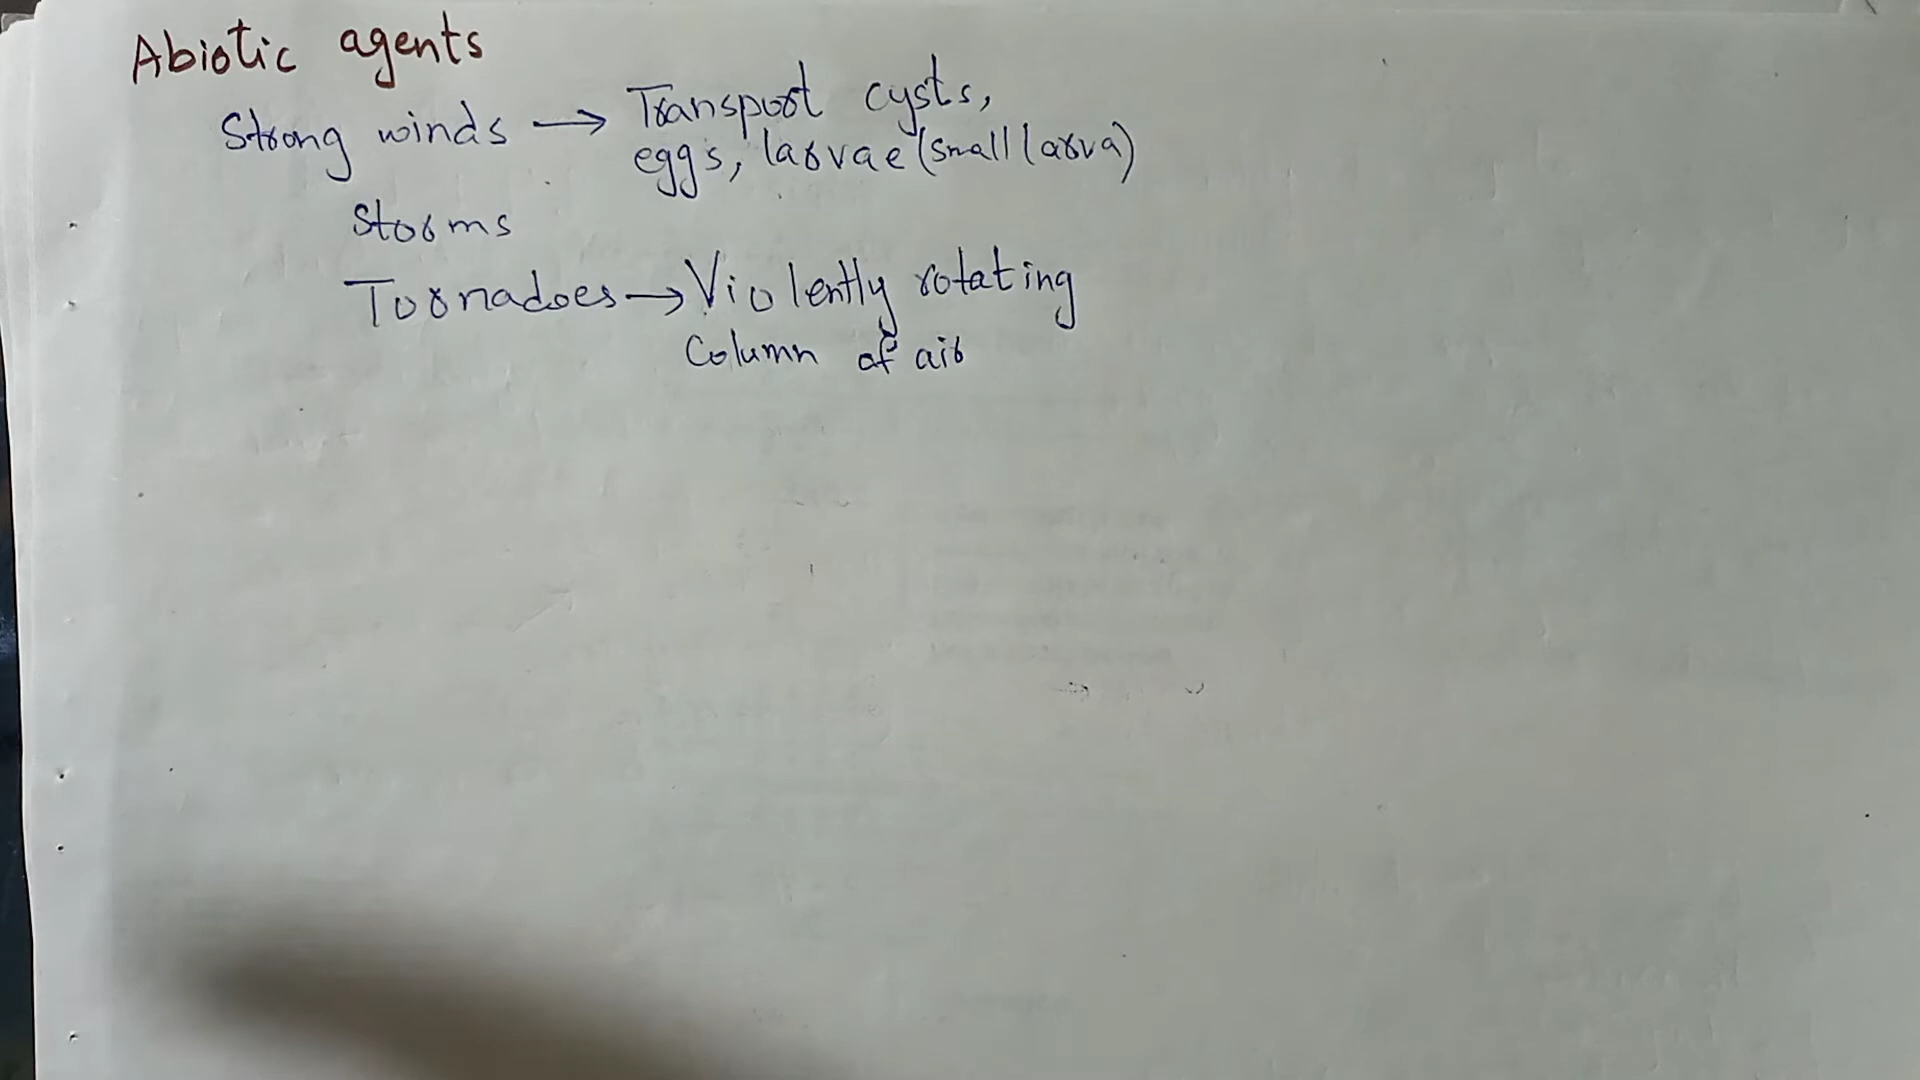 Abiotic agents
Strong winds → Transport cysts,
eggs, larvae (small larva)
Storms
Tornadoes → Violently rotating
Column of air